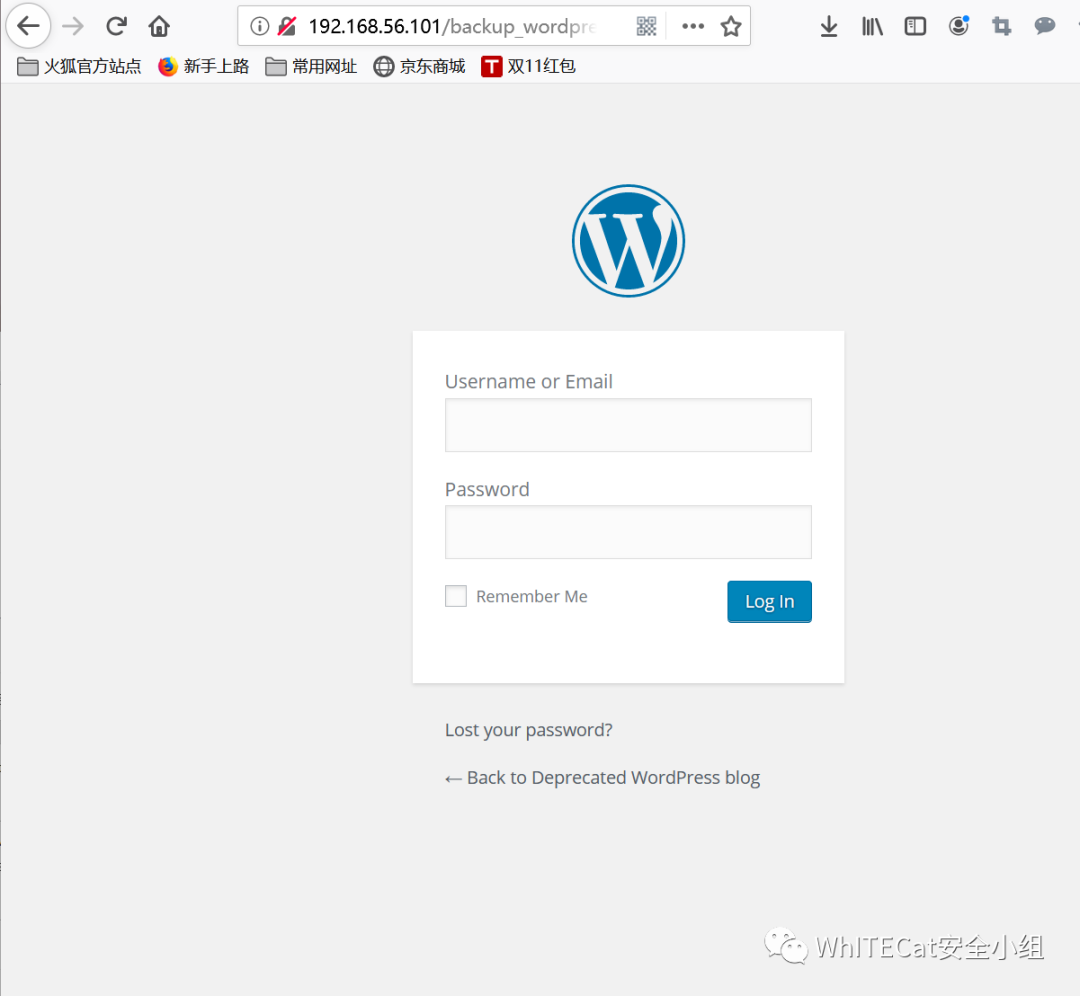 192.168.56.101/backup_wordpre
火狐官方站点 新手上路 常用网址 京东商城 T 双11红包
W
Username or Email
Password
Remember Me Log In
Lost your password?
← Back to Deprecated WordPress blog
WhITECat安全小组